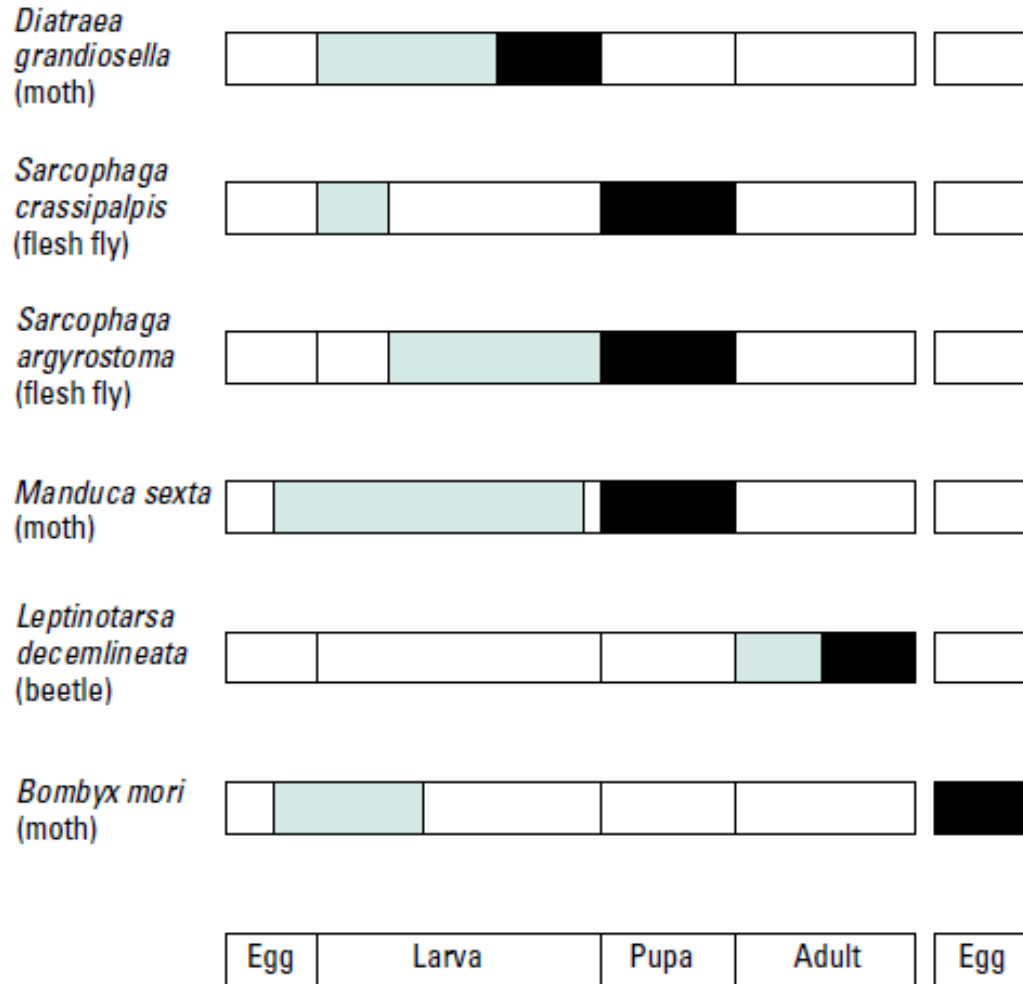 Diatraea
grandiosella
(moth)
Sarcophaga
crassipalpis
(flesh fly)
Sarcophaga
argyrostoma
(flesh fly)
Manduca sexta
(moth)
Leptinotarsa
decemlineata
(beetle)
Bombyx mori
(moth)
Egg Larva Pupa Adult Egg